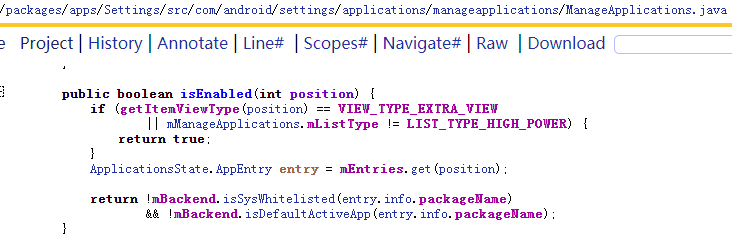 /packages/apps/Settings/src/com/android/settings/applications/manageapplications/ManageApplications.java
e Project | History | Annotate | Line# | Scopes# | Navigate# | Raw | Download
}
public boolean isEnabled(int position) {
if (getItemViewType(position) == VIEW_TYPE_EXTRA_VIEW
|| mManageApplications.mListType != LIST_TYPE_HIGH_POWER) {
return true;
}
ApplicationsState.AppEntry entry = mEntries.get(position);
return !mBackend.isSysWhitelisted(entry.info.packageName)
&& !mBackend.isDefaultActiveApp(entry.info.packageName);
}